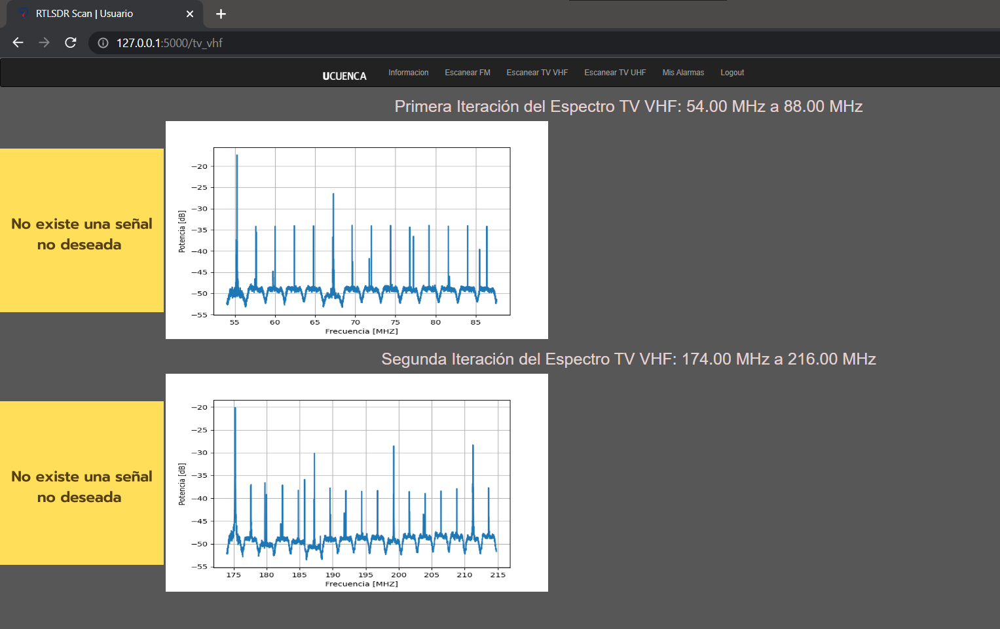 RTLSDR Scan | Usuario
127.0.0.1:5000/tv_vhf
UCUENCA Informacion Escanear FM Escanear TV VHF Escanear TV UHF Mis Alarmas Logout
Primera Iteración del Espectro TV VHF: 54.00 MHz a 88.00 MHz
No existe una señal
no deseada
Potencia [dB]
−20
−25
−30
−35
−40
−45
−50
−55
55 60 65 70 75 80 85
Frecuencia [MHZ]
Segunda Iteración del Espectro TV VHF: 174.00 MHz a 216.00 MHz
No existe una señal
no deseada
Potencia [dB]
−20
−25
−30
−35
−40
−45
−50
−55
175 180 185 190 195 200 205 210 215
Frecuencia [MHZ]